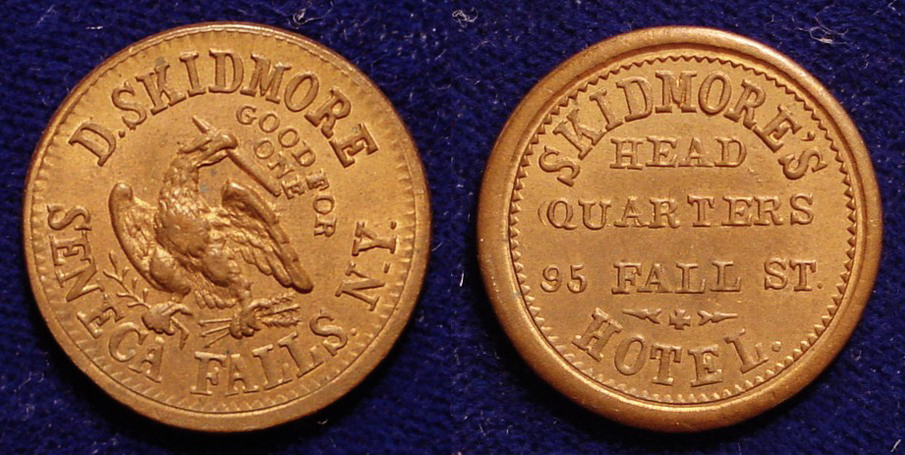 D. SKIDMORE
GOOD FOR
ONE
SENECA FALLS. N-Y.
SKIDMORE'S
HEAD
QUARTERS
95 FALL ST.
HOTEL.